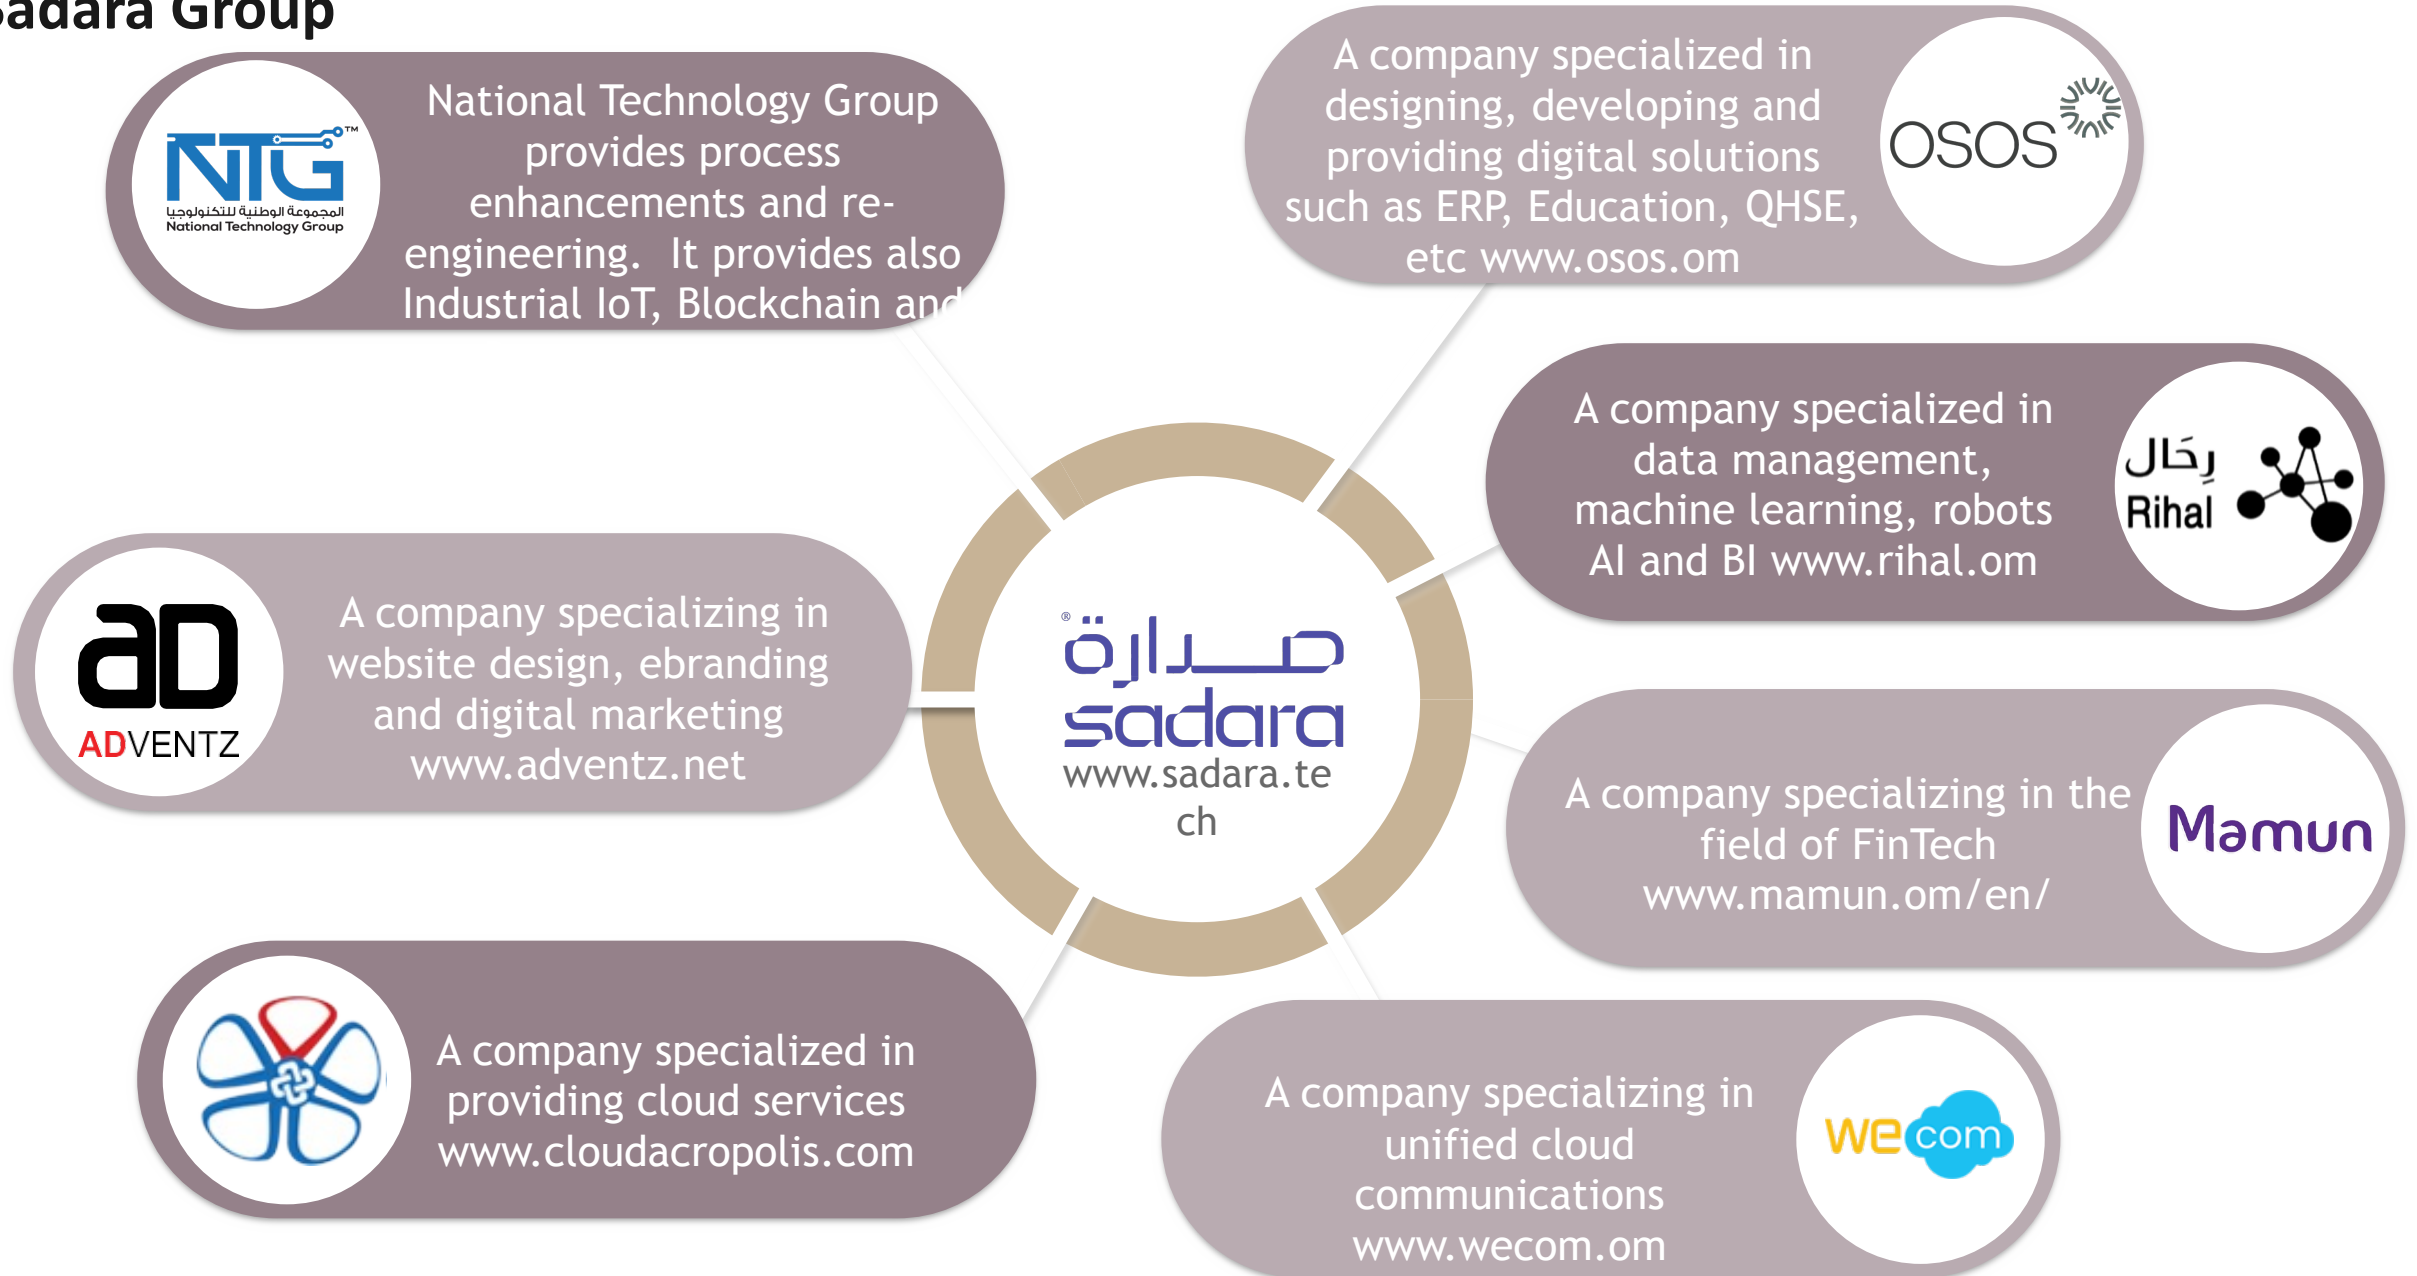 Sadara Group
NTG™
المجموعة الوطنية للتكنولوجيا
National Technology Group
National Technology Group
provides process
enhancements and re-
engineering.  It provides also
Industrial IoT, Blockchain and
A company specialized in
designing, developing and
providing digital solutions
such as ERP, Education, QHSE,
etc www.osos.om
OSOS
A company specialized in
data management,
machine learning, robots
AI and BI www.rihal.om
رِحَال
Rihal
aD
ADVENTZ
A company specializing in
website design, ebranding
and digital marketing
www.adventz.net
صدارة®
sadara
www.sadara.te
ch
A company specializing in the
field of FinTech
www.mamun.om/en/
Mamun
A company specialized in
providing cloud services
www.cloudacropolis.com
A company specializing in
unified cloud
communications
www.wecom.om
wecom